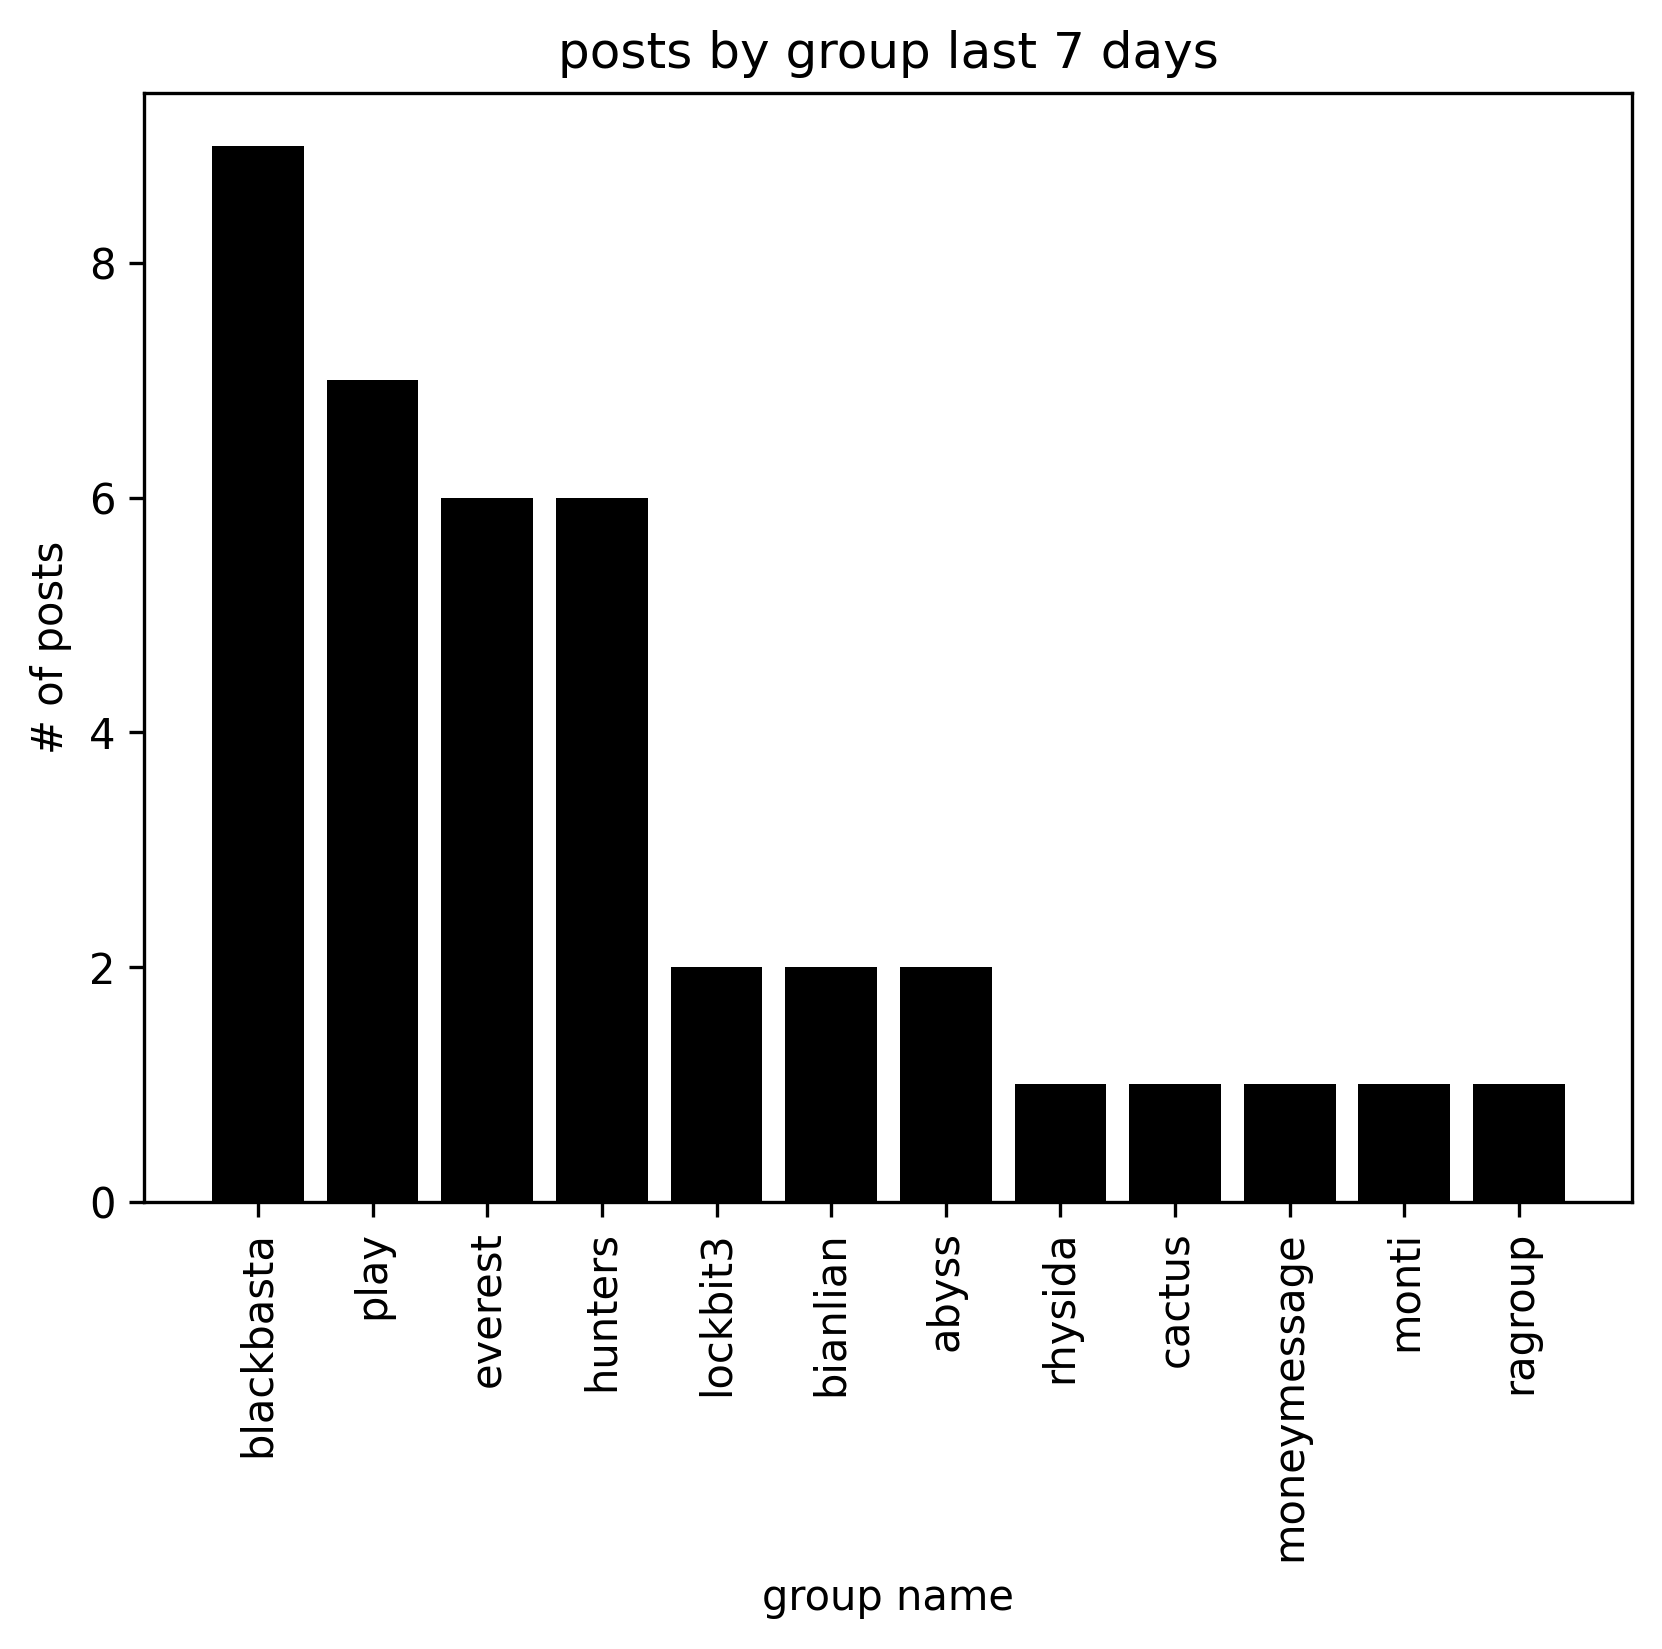 posts by group last 7 days
# of posts
8
6
4
2
0
blackbasta
play
everest
hunters
lockbit3
bianlian
abyss
rhysida
cactus
moneymessage
monti
ragroup
group name